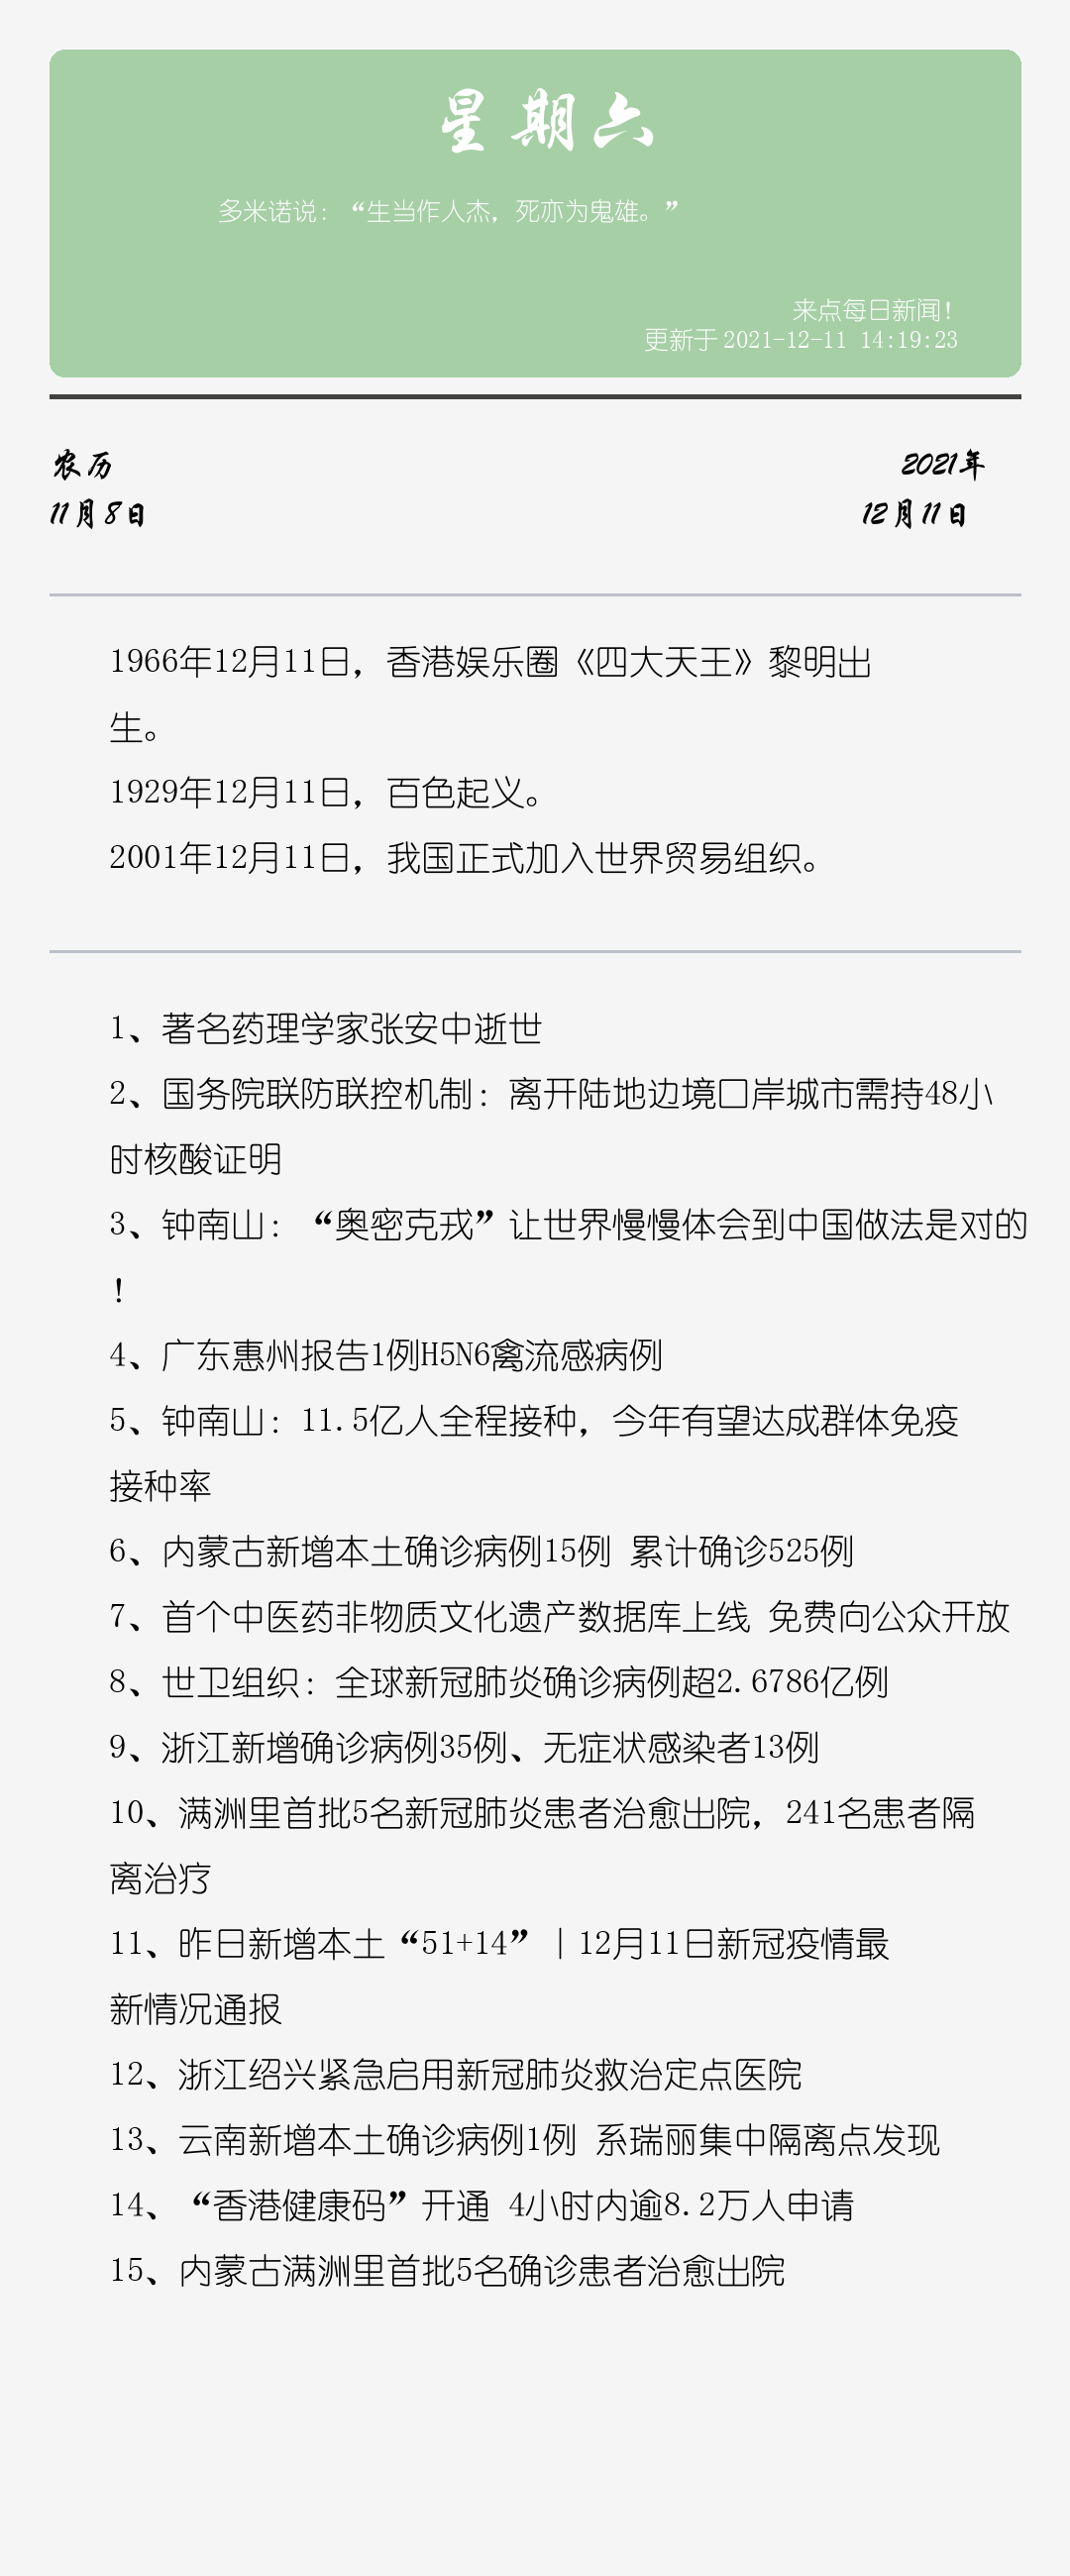 星期六
多米诺说：“生当作人杰，死亦为鬼雄。”
来点每日新闻！
更新于 2021-12-11 14:19:23
农历
2021年
11月8日
12月11日
1966年12月11日，香港娱乐圈《四大天王》黎明出
生。
1929年12月11日，百色起义。
2001年12月11日，我国正式加入世界贸易组织。
1、著名药理学家张安中逝世
2、国务院联防联控机制：离开陆地边境口岸城市需持48小
时核酸证明
3、钟南山：“奥密克戎”让世界慢慢体会到中国做法是对的
！
4、广东惠州报告1例H5N6禽流感病例
5、钟南山：11.5亿人全程接种，今年有望达成群体免疫
接种率
6、内蒙古新增本土确诊病例15例 累计确诊525例
7、首个中医药非物质文化遗产数据库上线 免费向公众开放
8、世卫组织：全球新冠肺炎确诊病例超2.6786亿例
9、浙江新增确诊病例35例、无症状感染者13例
10、满洲里首批5名新冠肺炎患者治愈出院，241名患者隔
离治疗
11、昨日新增本土“51+14”｜12月11日新冠疫情最
新情况通报
12、浙江绍兴紧急启用新冠肺炎救治定点医院
13、云南新增本土确诊病例1例 系瑞丽集中隔离点发现
14、“香港健康码”开通 4小时内逾8.2万人申请
15、内蒙古满洲里首批5名确诊患者治愈出院